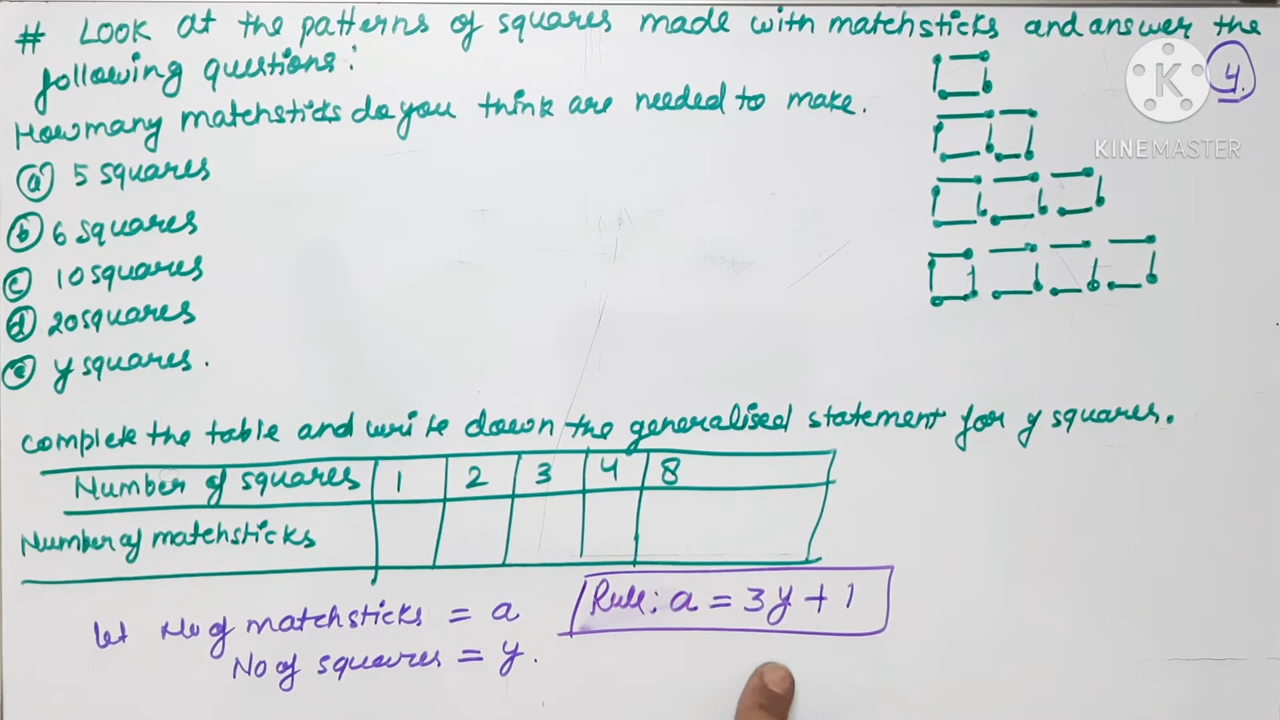 # Look at the patterns of squares made with matchsticks and answer the
following questions:
4.
K
KINEMASTER
How many matchsticks do you think are needed to make.
(a) 5 squares
(b) 6 squares
(c) 10 squares
(d) 20 squares
(e) y squares.
Complete the table and write down the generalised statement for y squares.
Number of squares 1 2 3 4 8
Number of matchsticks
let No of matchsticks = a
Rule: a = 3y + 1
No of squares = y.